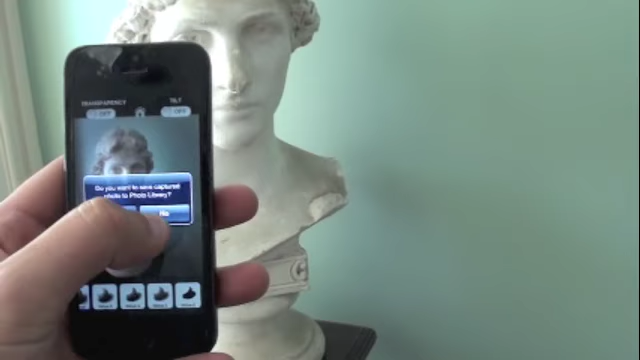 TRANSPARENCY
TILT
OFF
OFF
Do you want to save captured
photo to Photo Library?
No